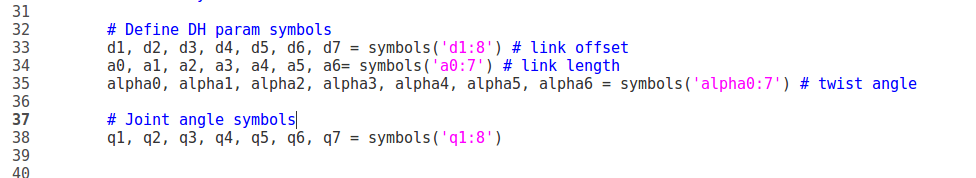 31
32 # Define DH param symbols
33 d1, d2, d3, d4, d5, d6, d7 = symbols('d1:8') # link offset
34 a0, a1, a2, a3, a4, a5, a6= symbols('a0:7') # link length
35 alpha0, alpha1, alpha2, alpha3, alpha4, alpha5, alpha6 = symbols('alpha0:7') # twist angle
36
37 # Joint angle symbols
38 q1, q2, q3, q4, q5, q6, q7 = symbols('q1:8')
39
40